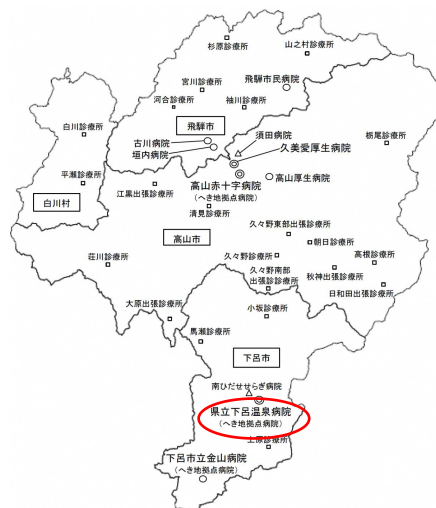 杉原診療所
山之村診療所
宮川診療所
飛騨市民病院
河合診療所
袖川診療所
白川診療所
飛騨市
須田病院
栃尾診療所
古川病院
垣内病院
久美愛厚生病院
平瀬診療所
江黒出張診療所
高山赤十字病院
(へき地拠点病院)
高山厚生病院
白川村
清見診療所
高山市
久々野東部出張診療所
朝日診療所
荘川診療所
久々野診療所
高根診療所
久々野南部
出張診診療所
秋神出張診療所
日和田出張診療所
大原出張診療所
小坂診療所
馬瀬診療所
下呂市
南ひだせせらぎ病院
県立下呂温泉病院
(へき地拠点病院)
上原診療所
下呂市立金山病院
(へき地拠点病院)